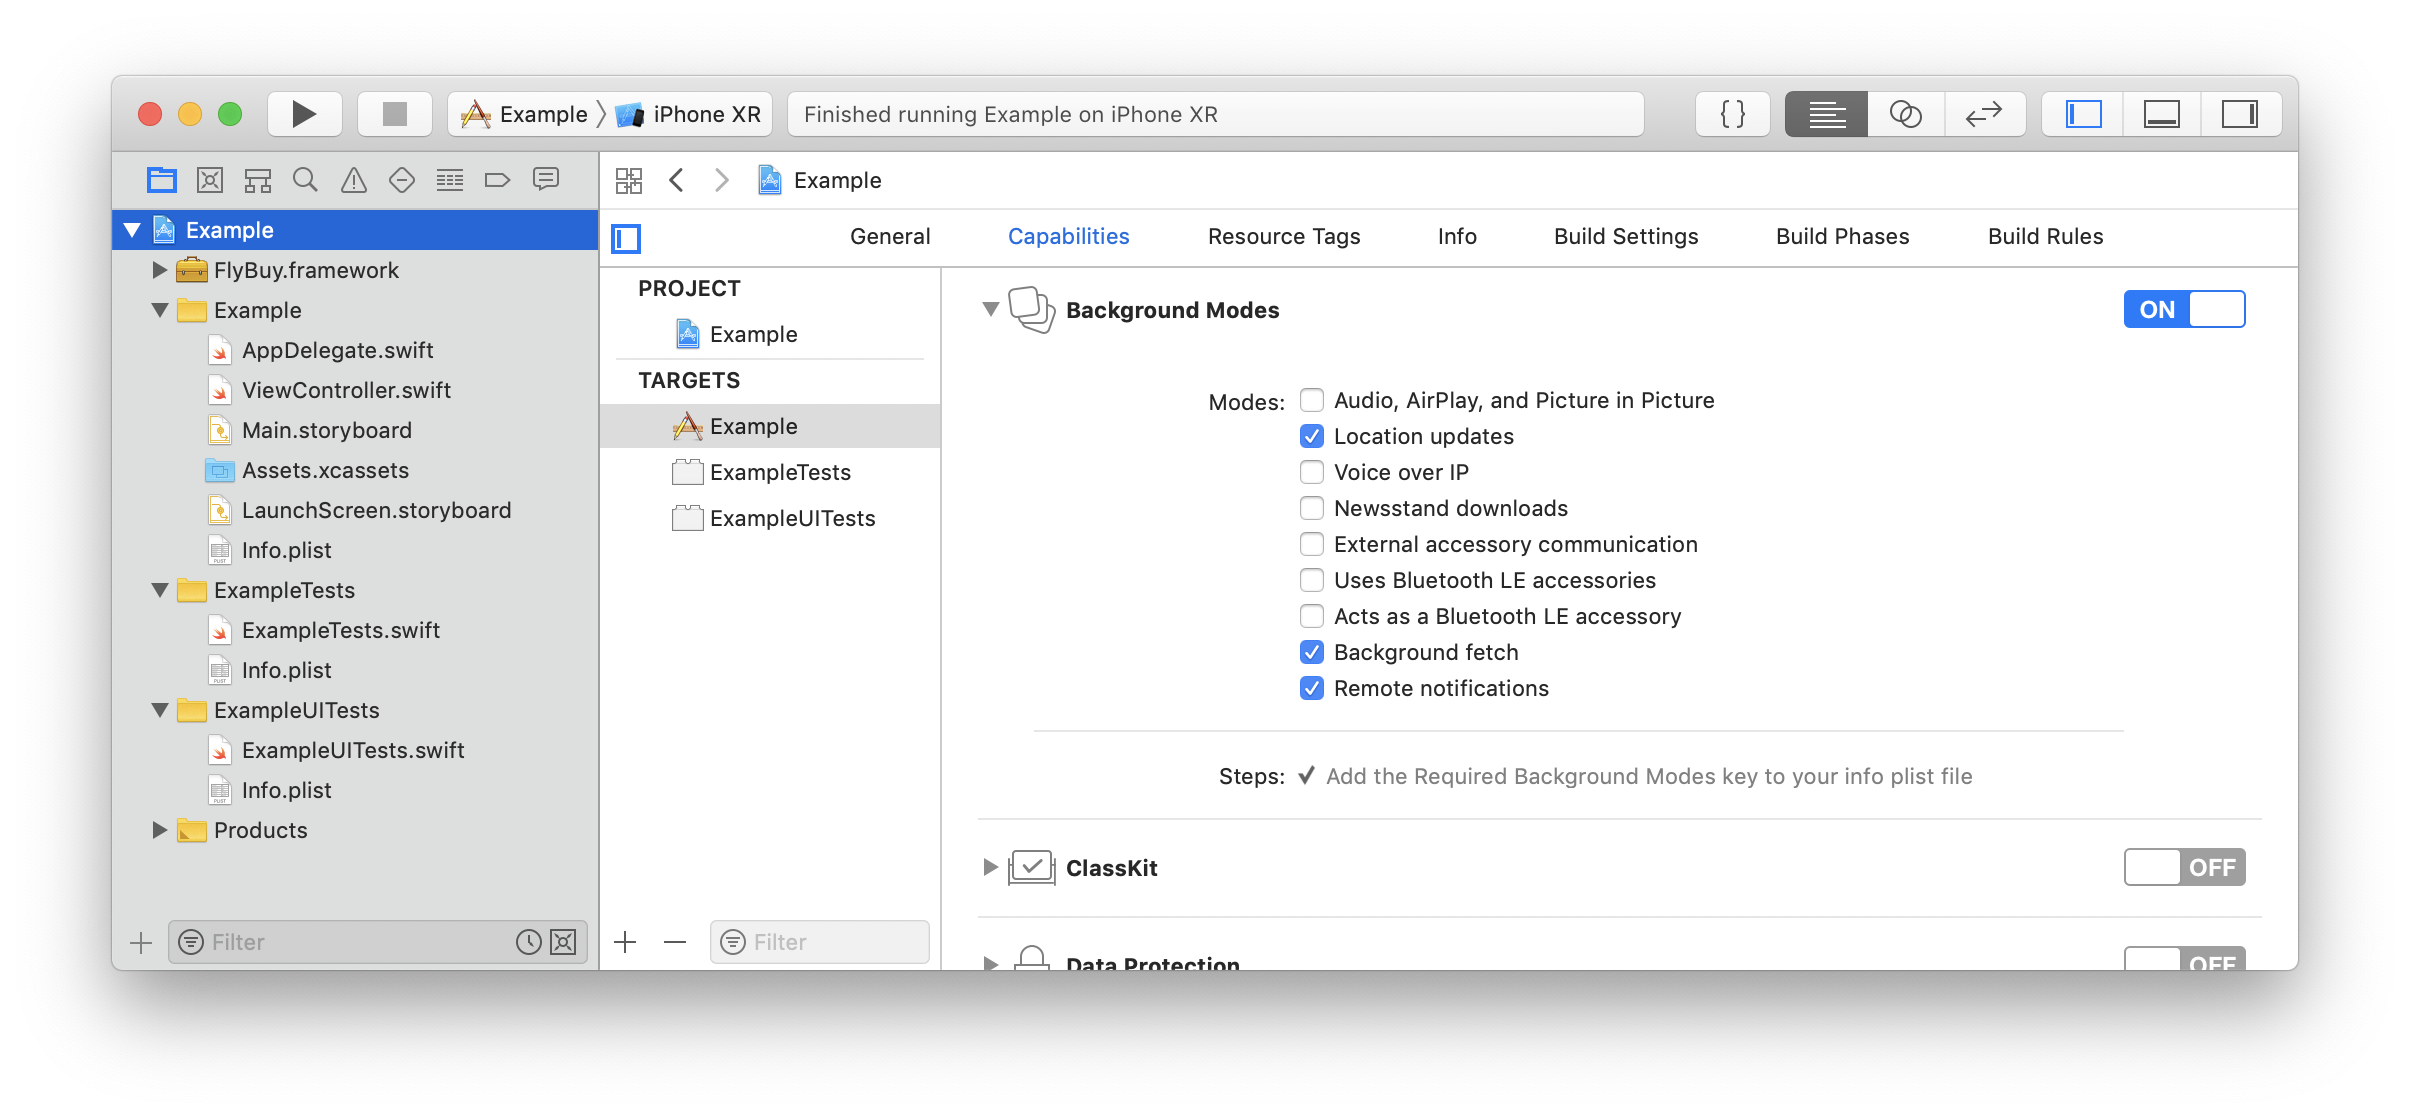 Example
iPhone XR
Finished running Example on iPhone XR
{ }
Example
FlyBuy.framework
Example
AppDelegate.swift
ViewController.swift
Main.storyboard
Assets.xcassets
LaunchScreen.storyboard
Info.plist
ExampleTests
ExampleTests.swift
Info.plist
ExampleUITests
ExampleUITests.swift
Info.plist
Products
Filter
Example
General Capabilities Resource Tags Info Build Settings Build Phases Build Rules
PROJECT
Example
TARGETS
Example
ExampleTests
ExampleUITests
Filter
Background Modes
ON
Modes:
Audio, AirPlay, and Picture in Picture
Location updates
Voice over IP
Newsstand downloads
External accessory communication
Uses Bluetooth LE accessories
Acts as a Bluetooth LE accessory
Background fetch
Remote notifications
Steps: ✓ Add the Required Background Modes key to your info plist file
ClassKit
OFF
Data Protection
OFF